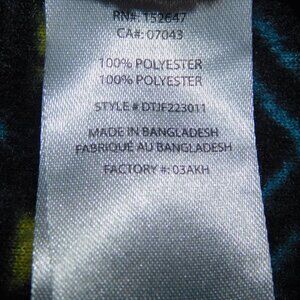 RN#: 152647
CA#: 07043
100% POLYESTER
100% POLYESTER
STYLE # DTJF223011
MADE IN BANGLADESH
FABRIQUÉ AU BANGLADESH
FACTORY #: 03AKH